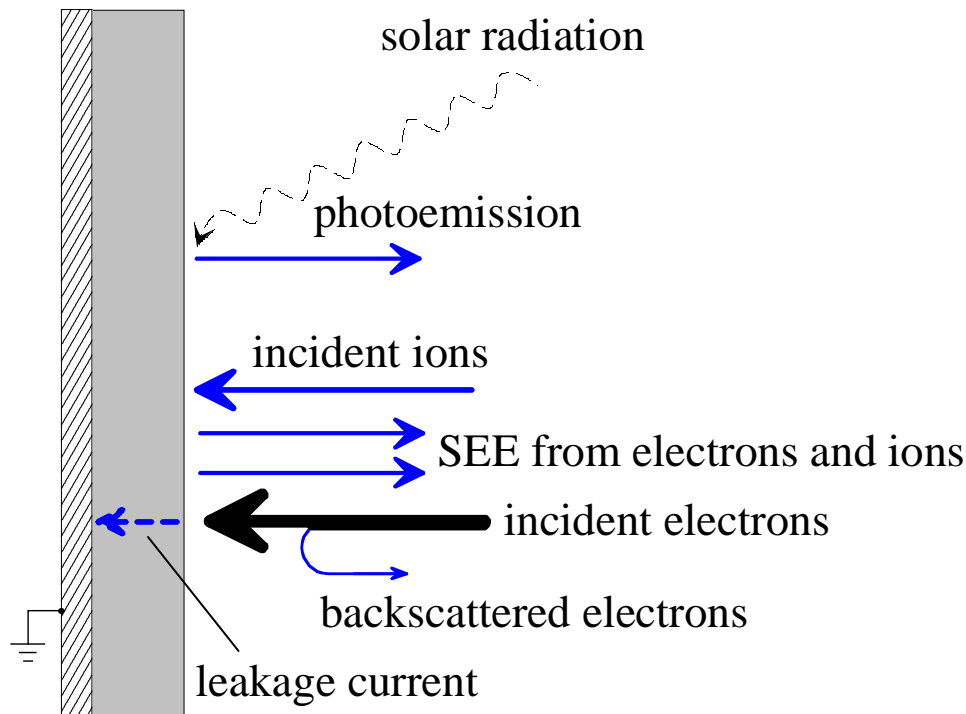 solar radiation
photoemission
incident ions
SEE from electrons and ions
incident electrons
backscattered electrons
leakage current